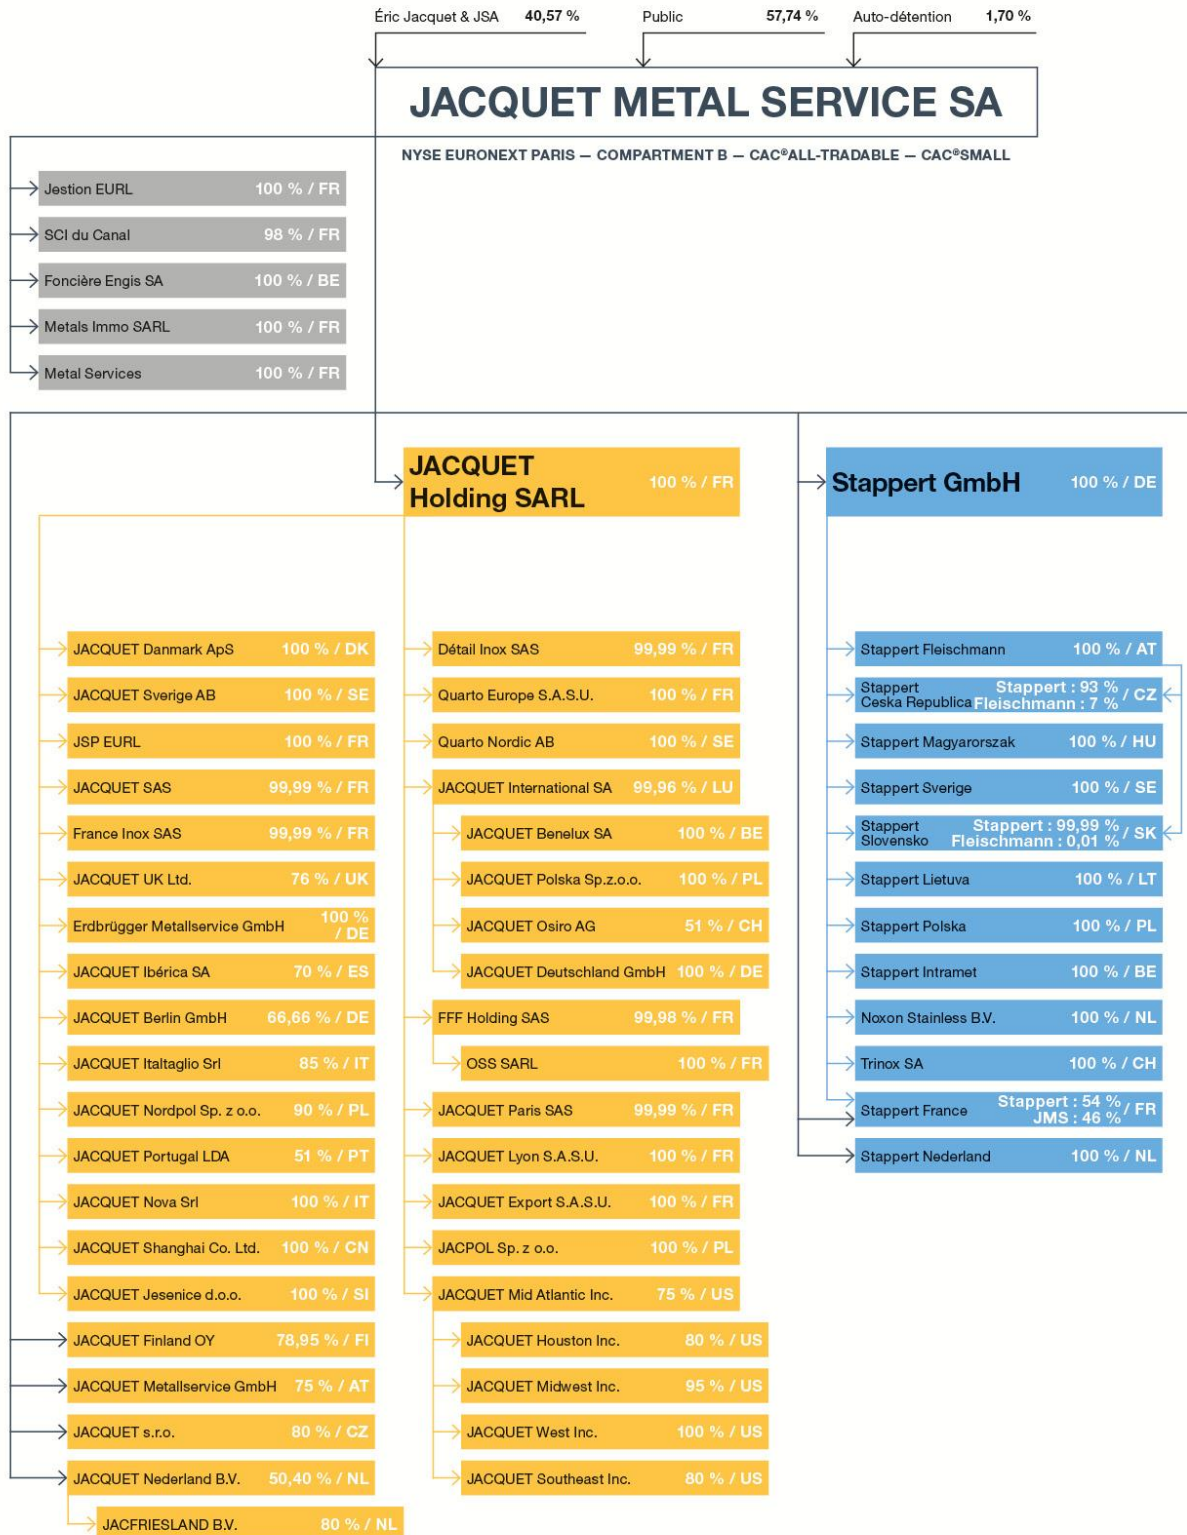 Éric Jacquet & JSA 40,57 %
Public 57,74 %
Auto-détention 1,70 %
JACQUET METAL SERVICE SA
NYSE EURONEXT PARIS — COMPARTMENT B — CAC®ALL-TRADABLE — CAC®SMALL
Jestion EURL 100 % / FR
SCI du Canal 98 % / FR
Foncière Engis SA 100 % / BE
Metals Immo SARL 100 % / FR
Metal Services 100 % / FR
JACQUET
Holding SARL
100 % / FR
JACQUET Danmark ApS 100 % / DK
JACQUET Sverige AB 100 % / SE
JSP EURL 100 % / FR
JACQUET SAS 99,99 % / FR
France Inox SAS 99,99 % / FR
JACQUET UK Ltd. 76 % / UK
Erdbrügger Metallservice GmbH 100 %
/ DE
JACQUET Ibérica SA 70 % / ES
JACQUET Berlin GmbH 66,66 % / DE
JACQUET Italtaglio Srl 85 % / IT
JACQUET Nordpol Sp. z o.o. 90 % / PL
JACQUET Portugal LDA 51 % / PT
JACQUET Nova Srl 100 % / IT
JACQUET Shanghai Co. Ltd. 100 % / CN
JACQUET Jesenice d.o.o. 100 % / SI
JACQUET Finland OY 78,95 % / FI
JACQUET Metallservice GmbH 75 % / AT
JACQUET s.r.o. 80 % / CZ
JACQUET Nederland B.V. 50,40 % / NL
JACFRIESLAND B.V. 80 % / NL
Détail Inox SAS 99,99 % / FR
Quarto Europe S.A.S.U. 100 % / FR
Quarto Nordic AB 100 % / SE
JACQUET International SA 99,96 % / LU
JACQUET Benelux SA 100 % / BE
JACQUET Polska Sp.z.o.o. 100 % / PL
JACQUET Osiro AG 51 % / CH
JACQUET Deutschland GmbH 100 % / DE
FFF Holding SAS 99,98 % / FR
OSS SARL 100 % / FR
JACQUET Paris SAS 99,99 % / FR
JACQUET Lyon S.A.S.U. 100 % / FR
JACQUET Export S.A.S.U. 100 % / FR
JACPOL Sp. z o.o. 100 % / PL
JACQUET Mid Atlantic Inc. 75 % / US
JACQUET Houston Inc. 80 % / US
JACQUET Midwest Inc. 95 % / US
JACQUET West Inc. 100 % / US
JACQUET Southeast Inc. 80 % / US
Stappert GmbH 100 % / DE
Stappert Fleischmann 100 % / AT
Stappert Stappert : 93 %
Ceska Republica Fleischmann : 7 % / CZ
Stappert Magyarorszak 100 % / HU
Stappert Sverige 100 % / SE
Stappert Stappert : 99,99 %
Slovensko Fleischmann : 0,01 % / SK
Stappert Lietuva 100 % / LT
Stappert Polska 100 % / PL
Stappert Intramet 100 % / BE
Noxon Stainless B.V. 100 % / NL
Trinox SA 100 % / CH
Stappert France Stappert : 54 %
JMS : 46 % / FR
Stappert Nederland 100 % / NL